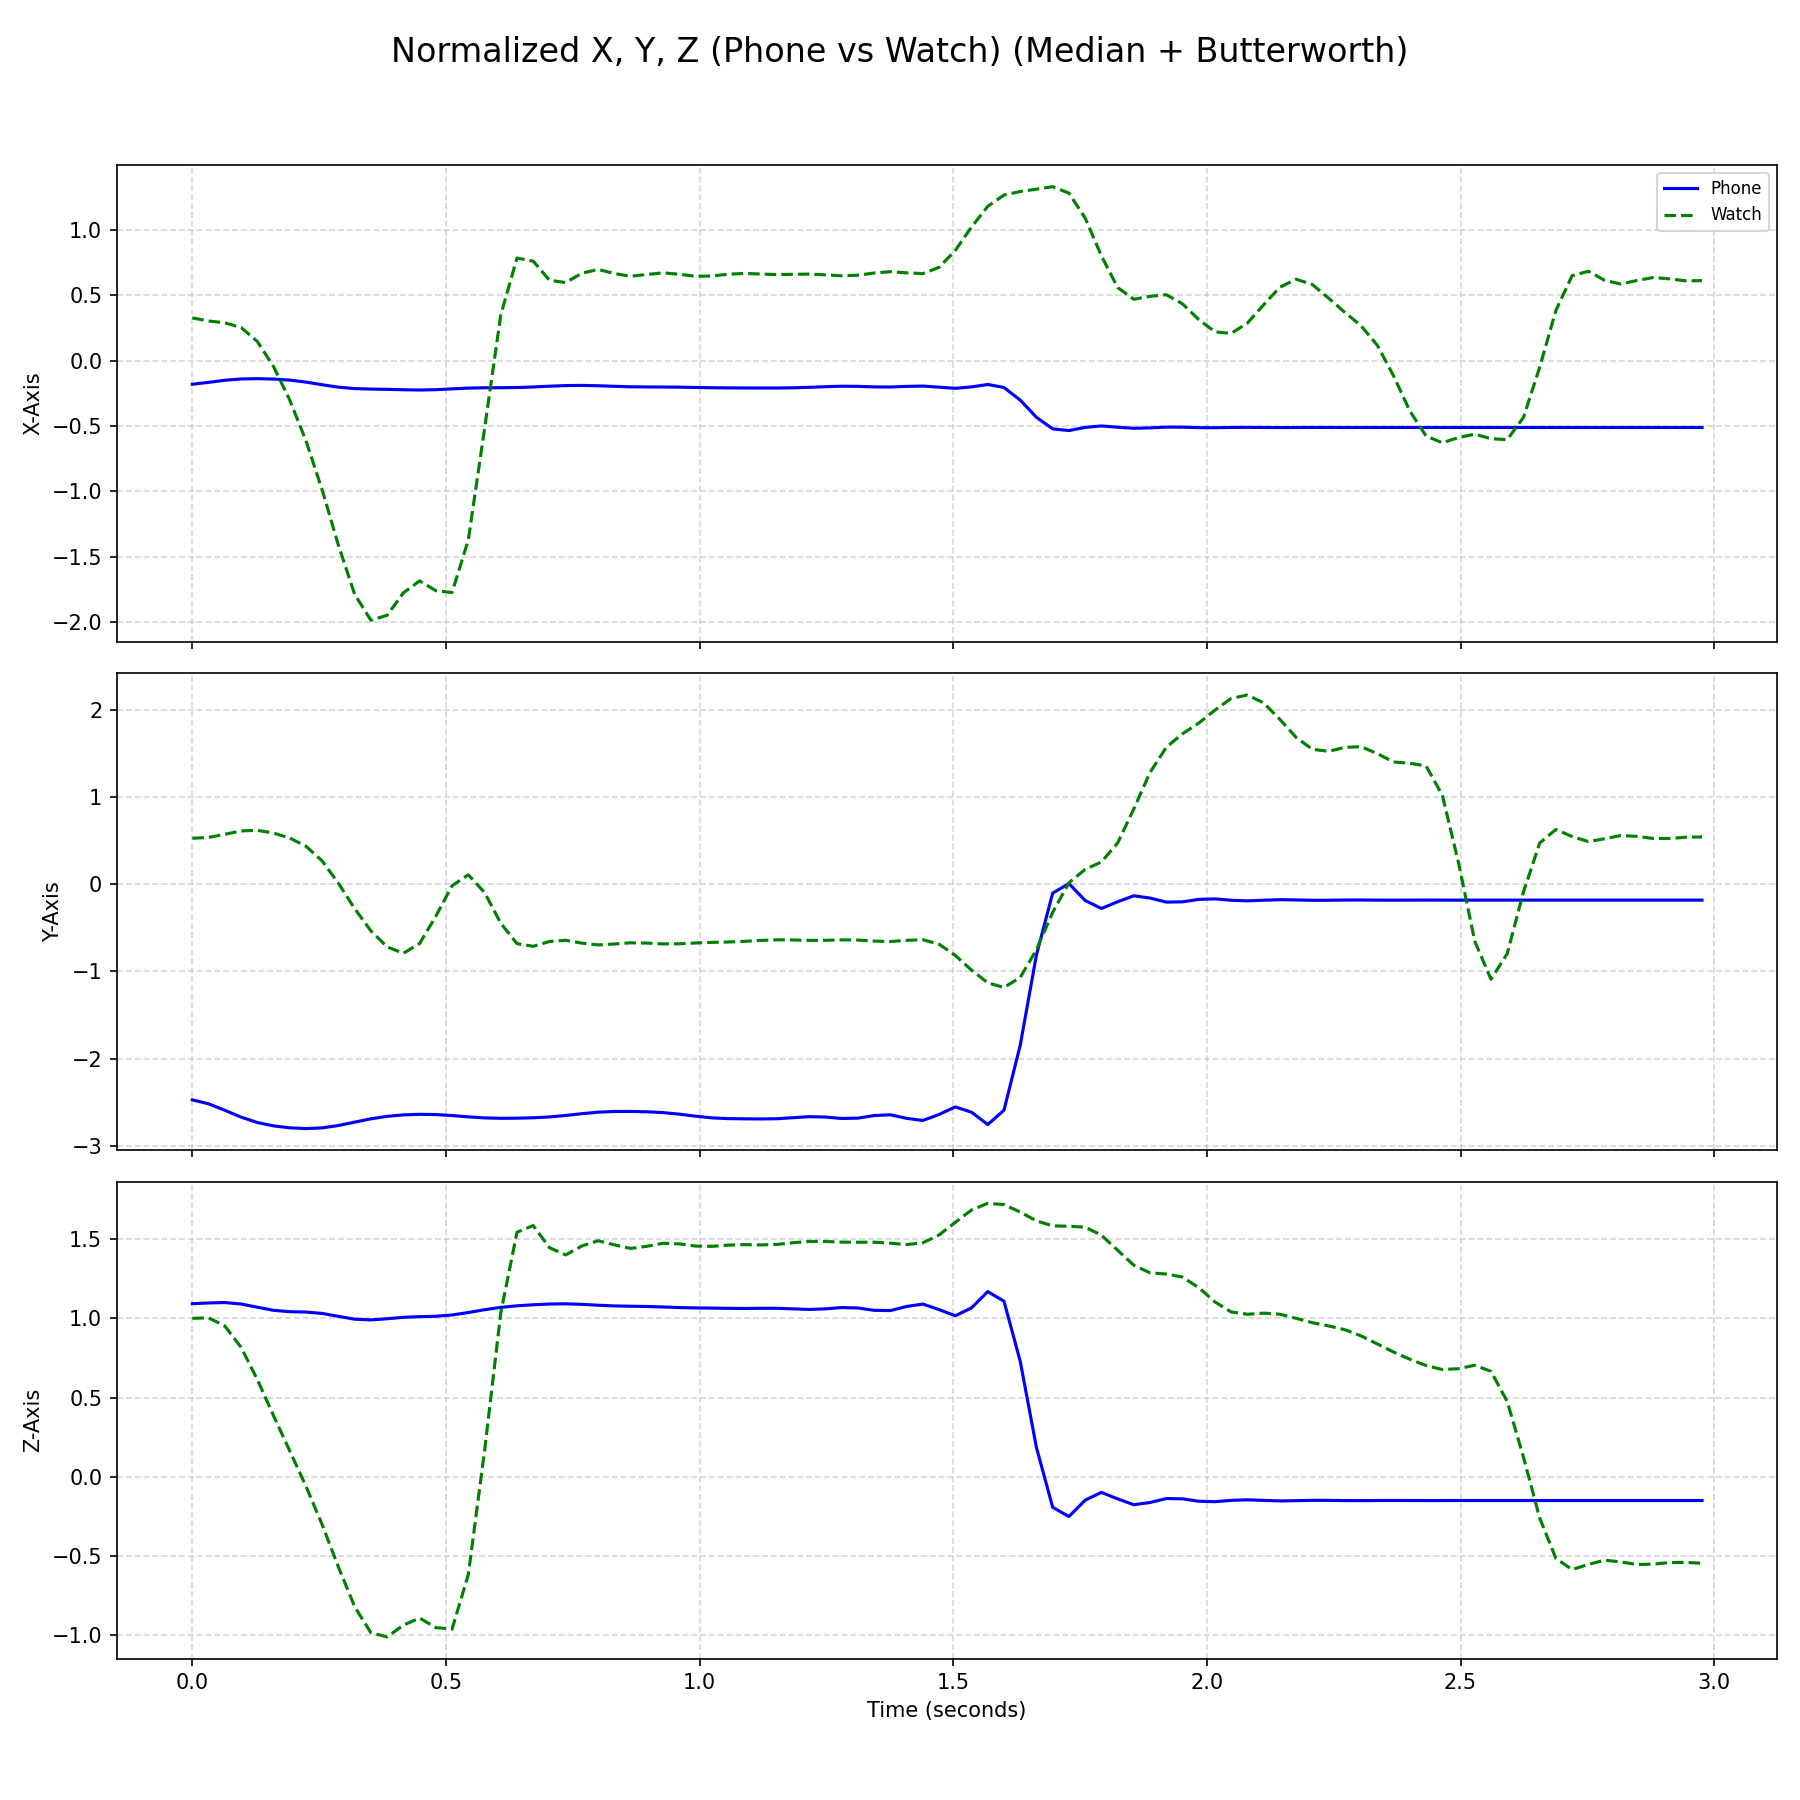 Normalized X, Y, Z (Phone vs Watch) (Median + Butterworth)
Phone
Watch
X-Axis
1.0
0.5
0.0
−0.5
−1.0
−1.5
−2.0
Y-Axis
2
1
0
−1
−2
−3
Z-Axis
1.5
1.0
0.5
0.0
−0.5
−1.0
0.0 0.5 1.0 1.5 2.0 2.5 3.0
Time (seconds)